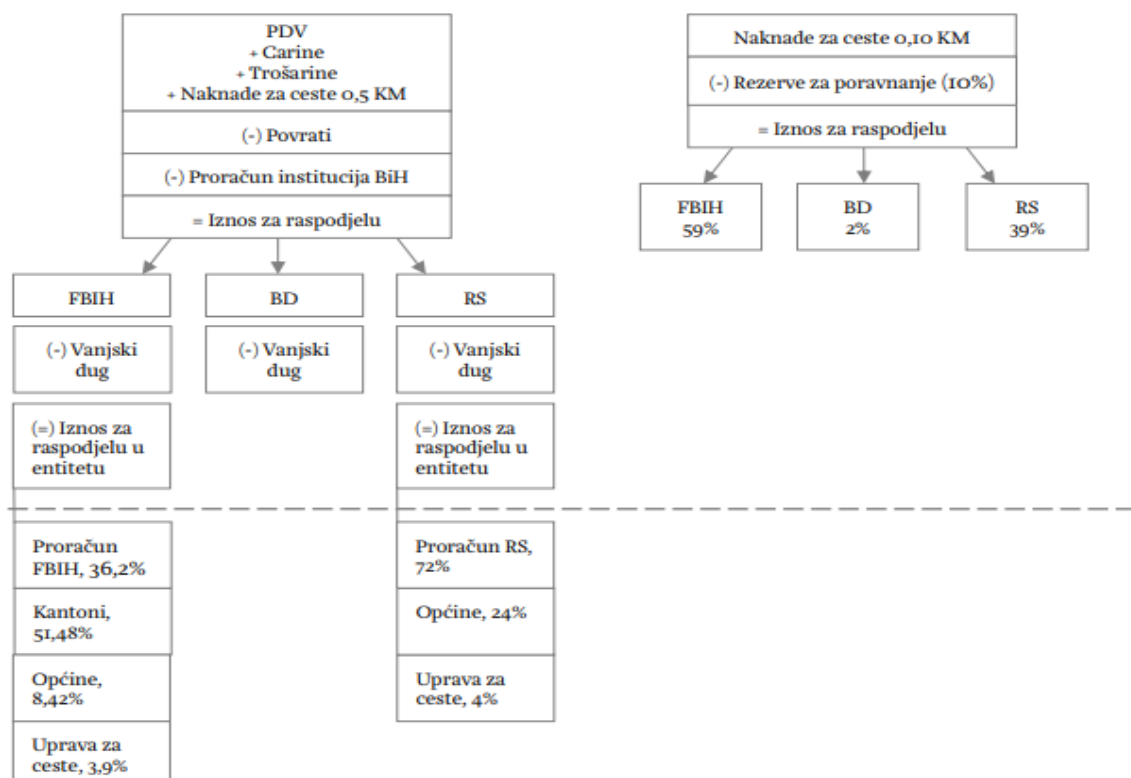 PDV
+ Carine
+ Trošarine
+ Naknade za ceste 0,5 KM
(-) Povrati
(-) Proračun institucija BiH
= Iznos za raspodjelu
FBIH
BD
RS
(-) Vanjski
dug
(-) Vanjski
dug
(-) Vanjski
dug
(=) Iznos za
raspodjelu u
entitetu
(=) Iznos za
raspodjelu u
entitetu
Proračun
FBIH, 36,2%
Kantoni,
51,48%
Općine,
8,42%
Uprava za
ceste, 3,9%
Proračun RS,
72%
Općine, 24%
Uprava za
ceste, 4%
Naknade za ceste 0,10 KM
(-) Rezerve za poravnanje (10%)
= Iznos za raspodjelu
FBIH
59%
BD
2%
RS
39%